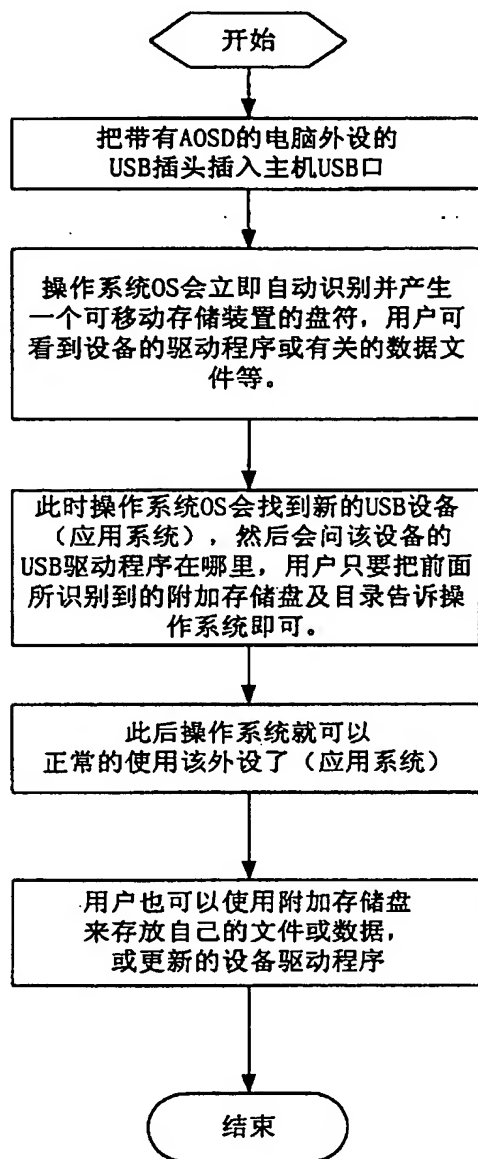 开始
把带有AOSD的电脑外设的
USB插头插入主机USB口
操作系统OS会立即自动识别并产生
一个可移动存储装置的盘符，用户可
看到设备的驱动程序或有关的数据文
件等。
此时操作系统OS会找到新的USB设备
（应用系统），然后会问该设备的
USB驱动程序在哪里，用户只要把前面
所识别到的附加存储盘及目录告诉操
作系统即可。
此后操作系统就可以
正常的使用该外设了（应用系统）
用户也可以使用附加存储盘
来存放自己的文件或数据，
或更新的设备驱动程序
结束